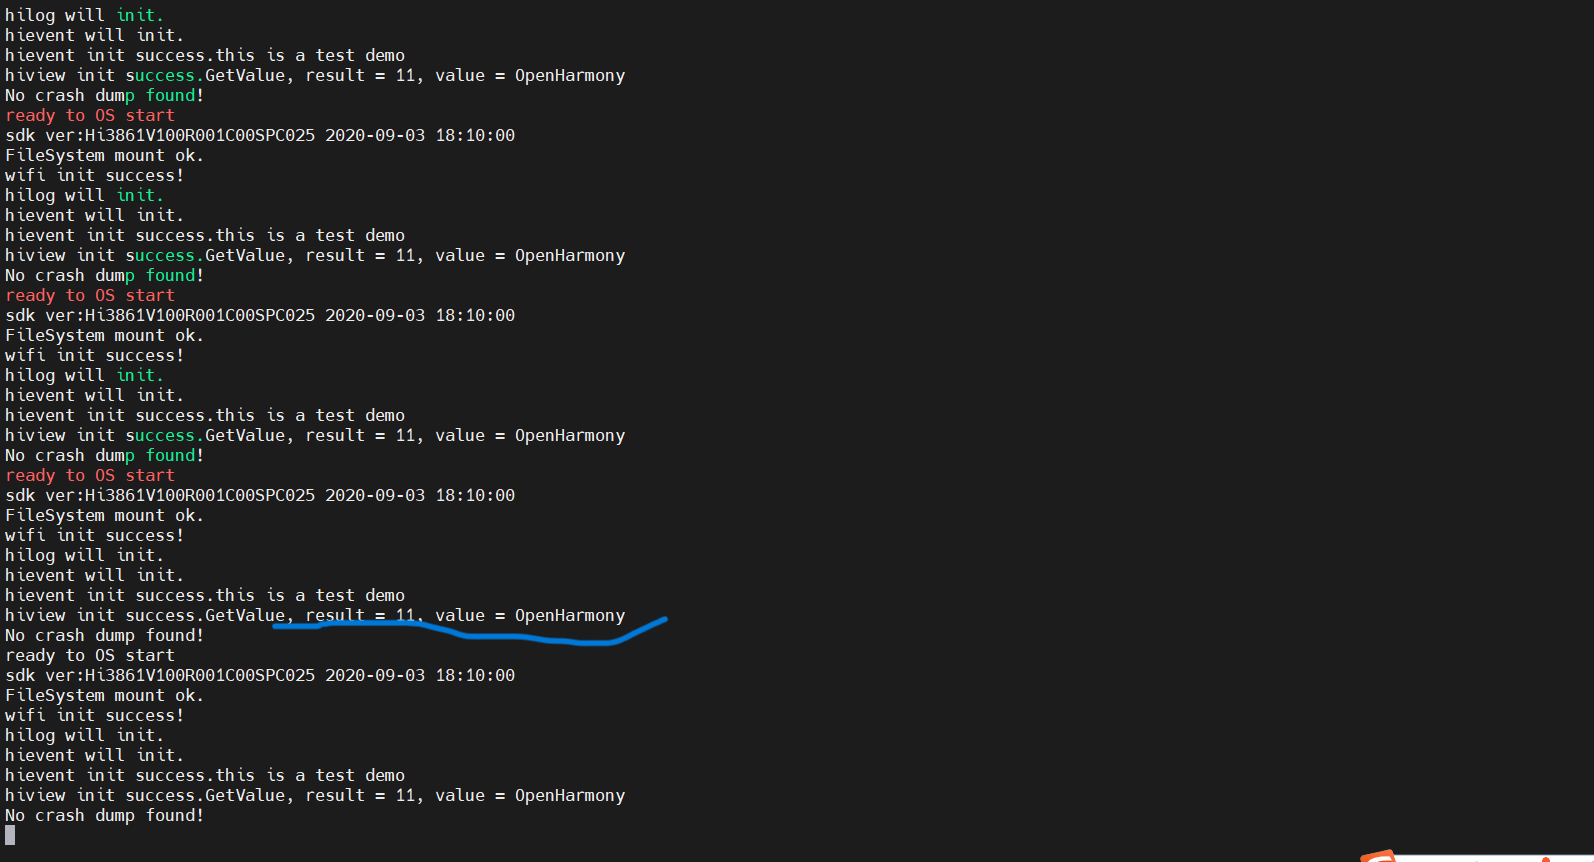 hilog will init.
hievent will init.
hievent init success.this is a test demo
hiview init success.GetValue, result = 11, value = OpenHarmony
No crash dump found!
ready to OS start
sdk ver:Hi3861V100R001C00SPC025 2020-09-03 18:10:00
FileSystem mount ok.
wifi init success!
hilog will init.
hievent will init.
hievent init success.this is a test demo
hiview init success.GetValue, result = 11, value = OpenHarmony
No crash dump found!
ready to OS start
sdk ver:Hi3861V100R001C00SPC025 2020-09-03 18:10:00
FileSystem mount ok.
wifi init success!
hilog will init.
hievent will init.
hievent init success.this is a test demo
hiview init success.GetValue, result = 11, value = OpenHarmony
No crash dump found!
ready to OS start
sdk ver:Hi3861V100R001C00SPC025 2020-09-03 18:10:00
FileSystem mount ok.
wifi init success!
hilog will init.
hievent will init.
hievent init success.this is a test demo
hiview init success.GetValue, result = 11, value = OpenHarmony
No crash dump found!
ready to OS start
sdk ver:Hi3861V100R001C00SPC025 2020-09-03 18:10:00
FileSystem mount ok.
wifi init success!
hilog will init.
hievent will init.
hievent init success.this is a test demo
hiview init success.GetValue, result = 11, value = OpenHarmony
No crash dump found!